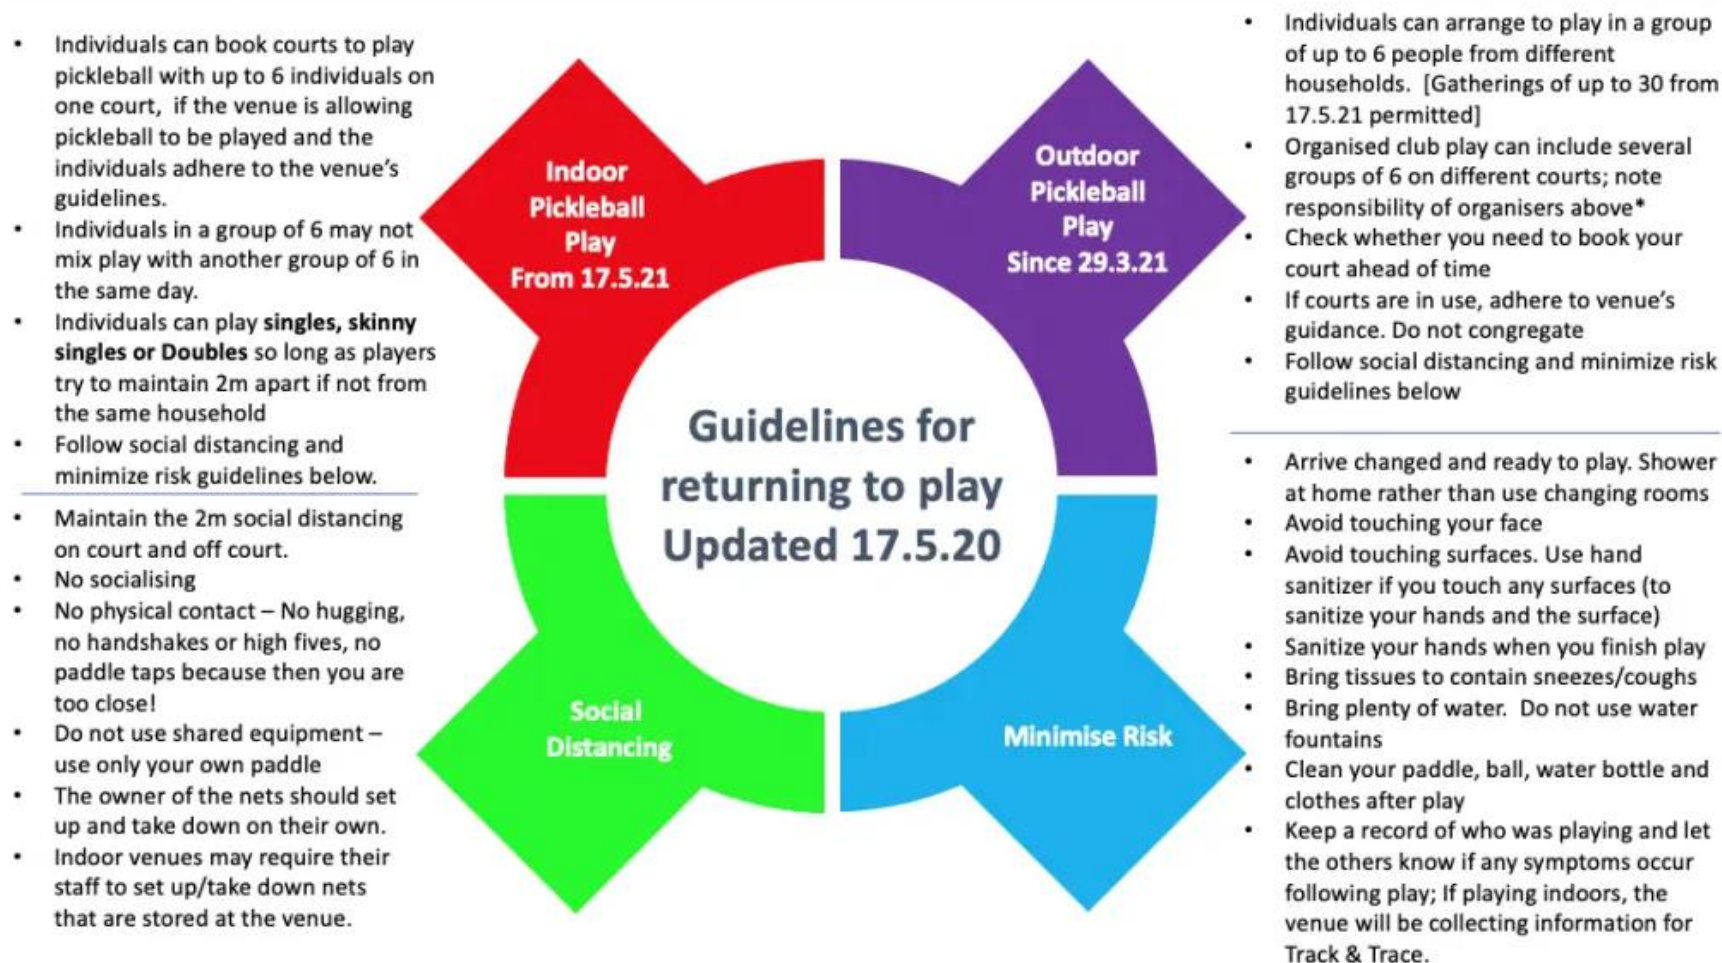 • Individuals can book courts to play
pickleball with up to 6 individuals on
one court,  if the venue is allowing
pickleball to be played and the
individuals adhere to the venue's
guidelines.
• Individuals in a group of 6 may not
mix play with another group of 6 in
the same day.
• Individuals can play singles, skinny
singles or Doubles so long as players
try to maintain 2m apart if not from
the same household
• Follow social distancing and
minimize risk guidelines below.
Indoor
Pickleball
Play
From 17.5.21
Outdoor
Pickleball
Play
Since 29.3.21
• Individuals can arrange to play in a group
of up to 6 people from different
households.  [Gatherings of up to 30 from
17.5.21 permitted]
• Organised club play can include several
groups of 6 on different courts; note
responsibility of organisers above*
• Check whether you need to book your
court ahead of time
• If courts are in use, adhere to venue's
guidance. Do not congregate
• Follow social distancing and minimize risk
guidelines below
Guidelines for
returning to play
Updated 17.5.20
• Maintain the 2m social distancing
on court and off court.
• No socialising
• No physical contact – No hugging,
no handshakes or high fives, no
paddle taps because then you are
too close!
• Do not use shared equipment –
use only your own paddle
• The owner of the nets should set
up and take down on their own.
• Indoor venues may require their
staff to set up/take down nets
that are stored at the venue.
Social
Distancing
Minimise Risk
• Arrive changed and ready to play. Shower
at home rather than use changing rooms
• Avoid touching your face
• Avoid touching surfaces. Use hand
sanitizer if you touch any surfaces (to
sanitize your hands and the surface)
• Sanitize your hands when you finish play
• Bring tissues to contain sneezes/coughs
• Bring plenty of water.  Do not use water
fountains
• Clean your paddle, ball, water bottle and
clothes after play
• Keep a record of who was playing and let
the others know if any symptoms occur
following play; If playing indoors, the
venue will be collecting information for
Track & Trace.